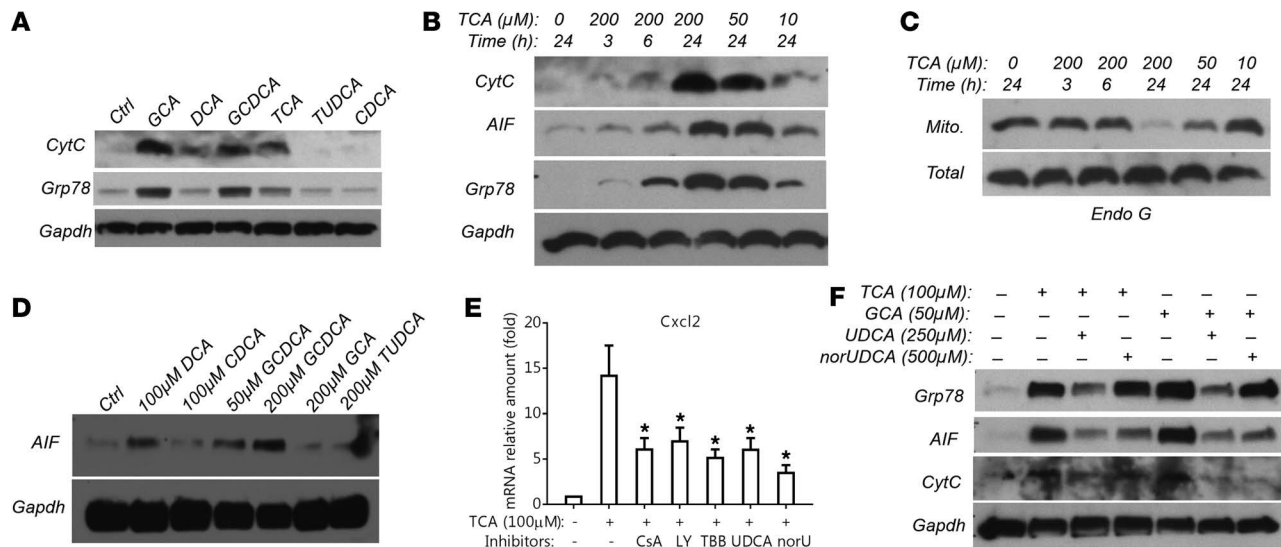 A
Ctrl GCA DCA GCDCA TCA TUDCA CDCA
CytC
Grp78
Gapdh
B
TCA (µM): 0 200 200 200 50 10
Time (h): 24 3 6 24 24 24
CytC
AIF
Grp78
Gapdh
C
TCA (µM) 0 200 200 200 50 10
Time (h) 24 3 6 24 24 24
Mito.
Total
Endo G
D
Ctrl 100µM DCA 100µM CDCA 50µM GCDCA 200µM GCDCA 200µM GCA 200µM TUDCA
AIF
Gapdh
E
Cxcl2
mRNA relative amount (fold)
20
15
10
5
0
TCA (100µM): - + + + + + +
Inhibitors: - - CsA LY TBB UDCA norU
* * * * *
F
TCA (100µM): – + + + – – –
GCA (50µM): – – – – + + +
UDCA (250µM): – – + – – + –
norUDCA (500µM): – – – + – – +
Grp78
AIF
CytC
Gapdh